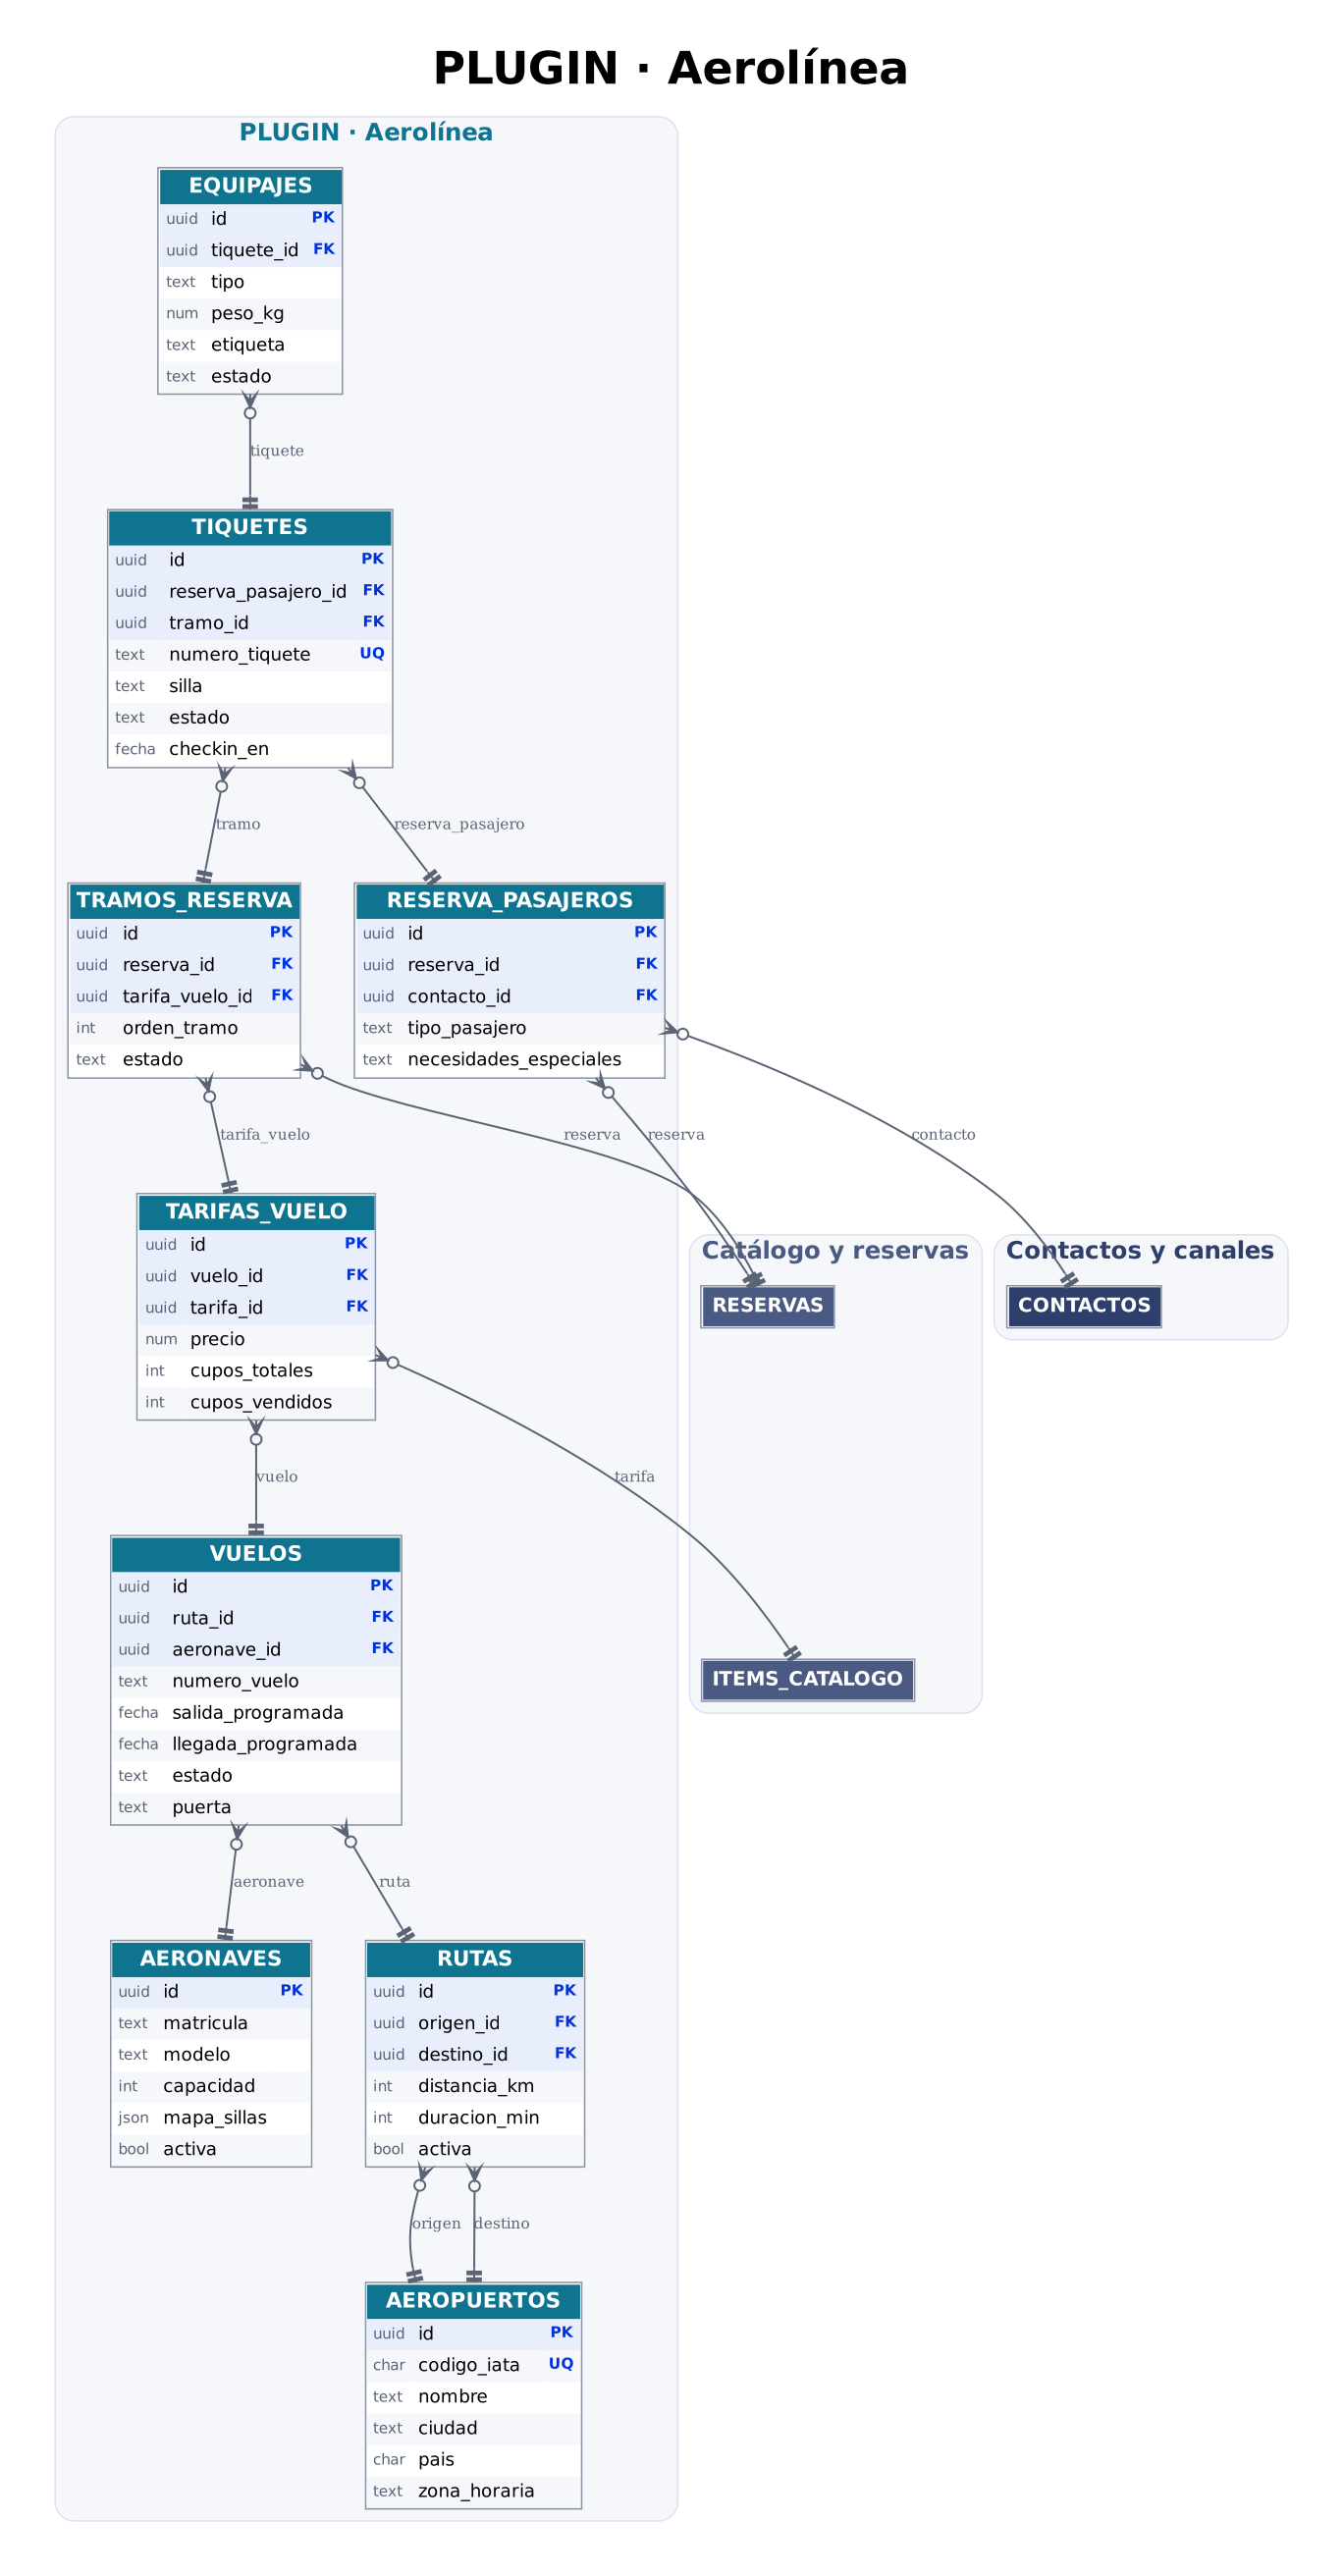 PLUGIN · Aerolínea
PLUGIN · Aerolínea
EQUIPAJES
uuid id PK
uuid tiquete_id FK
text tipo
num peso_kg
text etiqueta
text estado
tiquete
TIQUETES
uuid id PK
uuid reserva_pasajero_id FK
uuid tramo_id FK
text numero_tiquete UQ
text silla
text estado
fecha checkin_en
tramo
reserva_pasajero
TRAMOS_RESERVA
uuid id PK
uuid reserva_id FK
uuid tarifa_vuelo_id FK
int orden_tramo
text estado
RESERVA_PASAJEROS
uuid id PK
uuid reserva_id FK
uuid contacto_id FK
text tipo_pasajero
text necesidades_especiales
tarifa_vuelo
reserva
reserva
contacto
TARIFAS_VUELO
uuid id PK
uuid vuelo_id FK
uuid tarifa_id FK
num precio
int cupos_totales
int cupos_vendidos
Catálogo y reservas
RESERVAS
Contactos y canales
CONTACTOS
vuelo
tarifa
VUELOS
uuid id PK
uuid ruta_id FK
uuid aeronave_id FK
text numero_vuelo
fecha salida_programada
fecha llegada_programada
text estado
text puerta
ITEMS_CATALOGO
aeronave
ruta
AERONAVES
uuid id PK
text matricula
text modelo
int capacidad
json mapa_sillas
bool activa
RUTAS
uuid id PK
uuid origen_id FK
uuid destino_id FK
int distancia_km
int duracion_min
bool activa
origen
destino
AEROPUERTOS
uuid id PK
char codigo_iata UQ
text nombre
text ciudad
char pais
text zona_horaria